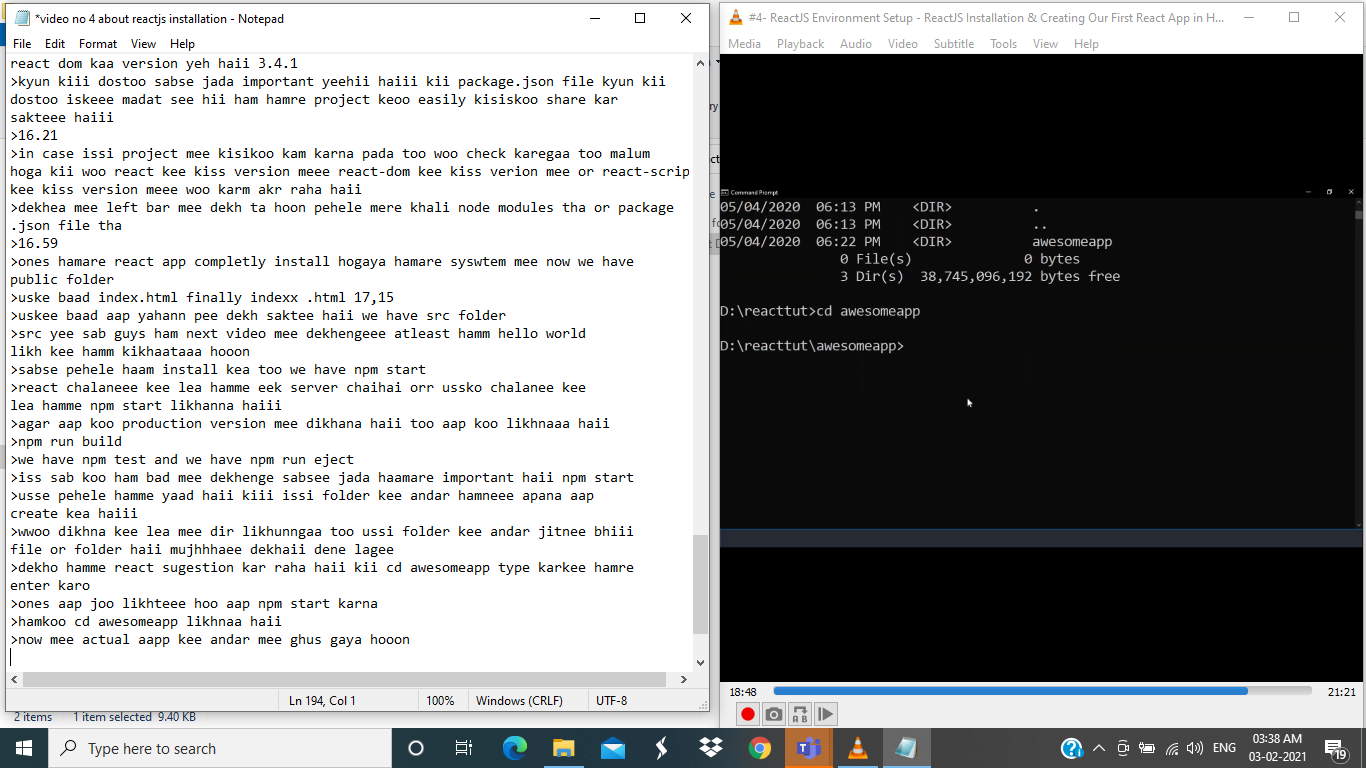 *video no 4 about reactjs installation - Notepad
File Edit Format View Help
react dom kaa version yeh haii 3.4.1
>kyun kiii dostoo sabse jada important yeehii haiii kii package.json file kyun kii
dostoo iskeee madat see hii ham hamre project keoo easily kisiskoo share kar
sakteee haiii
>16.21
>in case issi project mee kisikoo kam karna pada too woo check karegaa too malum
hoga kii woo react kee kiss version meee react-dom kee kiss verion mee or react-scrip
kee kiss version meee woo karm akr raha haii
>dekhea mee left bar mee dekh ta hoon pehele mere khali node modules tha or package
.json file tha
>16.59
>ones hamare react app completly install hogaya hamare syswtem mee now we have
public folder
>uske baad index.html finally indexx .html 17,15
>uskee baad aap yahann pee dekh saktee haii we have src folder
>src yee sab guys ham next video mee dekhengeee atleast hamm hello world
likh kee hamm kikhaataaa hooon
>sabse pehele haam install kea too we have npm start
>react chalaneee kee lea hamme eek server chaihai orr ussko chalanee kee
lea hamme npm start likhanna haiii
>agar aap koo production version mee dikhana haii too aap koo likhnaaa haii
>npm run build
>we have npm test and we have npm run eject
>iss sab koo ham bad mee dekhenge sabsee jada haamare important haii npm start
>usse pehele hamme yaad haii kiii issi folder kee andar hamneee apana aap
create kea haiii
>wwoo dikhna kee lea mee dir likhunngaa too ussi folder kee andar jitnee bhiii
file or folder haii mujhhhaee dekhaii dene lagee
>dekho hamme react sugestion kar raha haii kii cd awesomeapp type karkee hamre
enter karo
>ones aap joo likhteee hoo aap npm start karna
>hamkoo cd awesomeapp likhnaa haii
>now mee actual aapp kee andar mee ghus gaya hooon
Ln 194, Col 1 100% Windows (CRLF) UTF-8
2 items 1 item selected 9.40 KB
#4- ReactJS Environment Setup - ReactJS Installation & Creating Our First React App in H...
Media Playback Audio Video Subtitle Tools View Help
Command Prompt
05/04/2020 06:13 PM <DIR> .
05/04/2020 06:13 PM <DIR> ..
05/04/2020 06:22 PM <DIR> awesomeapp
0 File(s) 0 bytes
3 Dir(s) 38,745,096,192 bytes free
D:\reacttut>cd awesomeapp
D:\reacttut\awesomeapp>
18:48 21:21
Type here to search
ENG
03:38 AM
03-02-2021
19